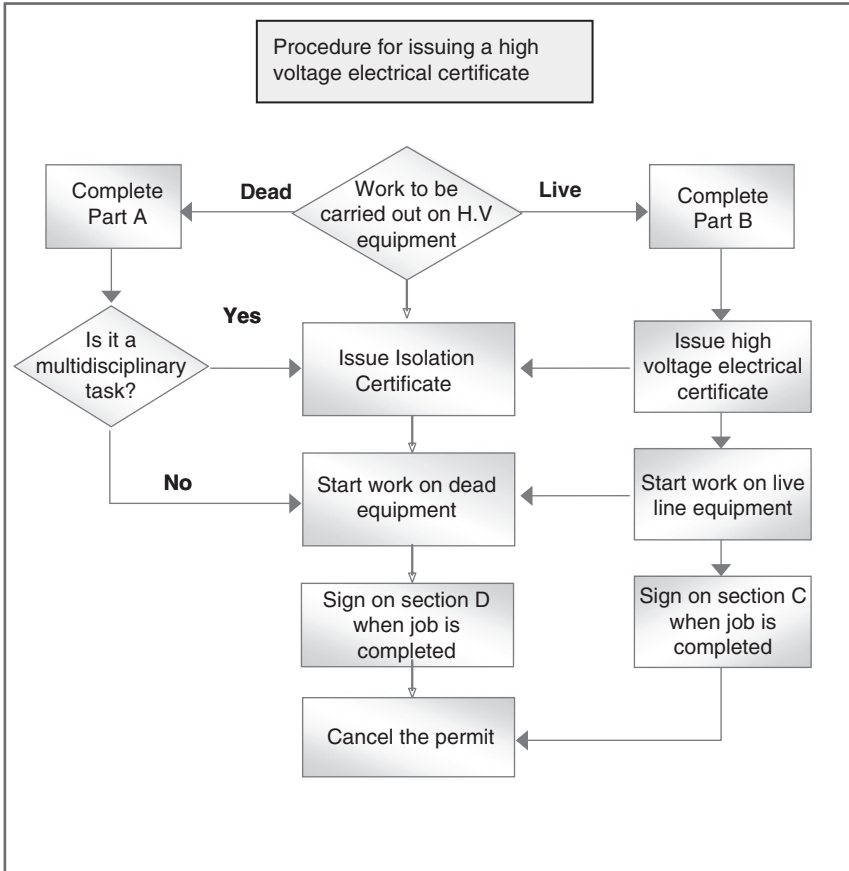 Procedure for issuing a high
voltage electrical certificate
Complete
Part A
Dead
Work to be
carried out on H.V
equipment
Live
Complete
Part B
Is it a
multidisciplinary
task?
Yes
Issue Isolation
Certificate
Issue high
voltage electrical
certificate
No
Start work on dead
equipment
Start work on live
line equipment
Sign on section D
when job is
completed
Sign on section C
when job is
completed
Cancel the permit